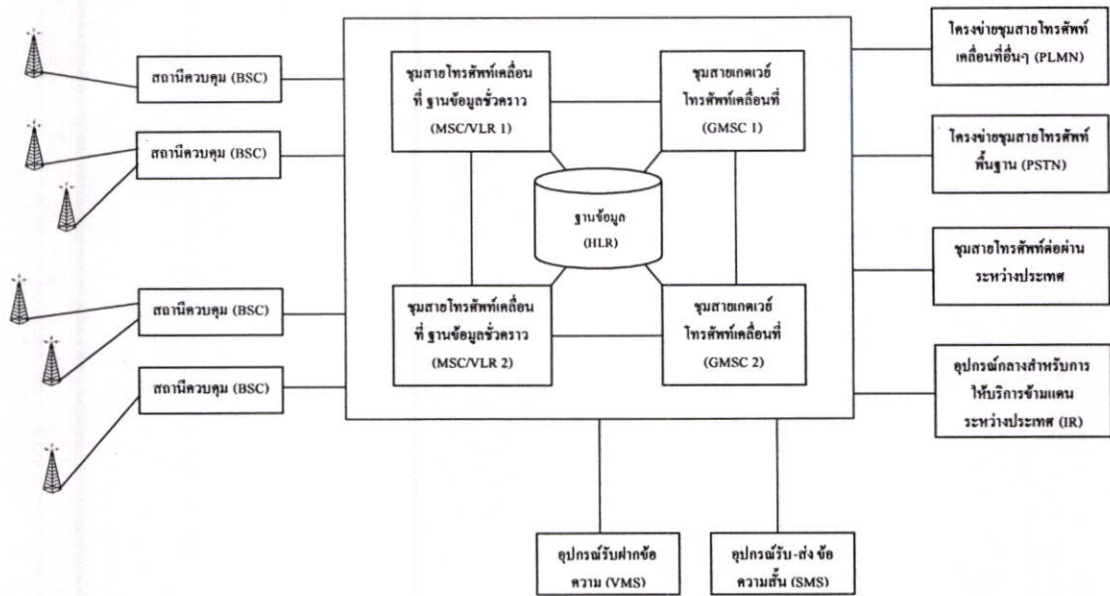 สถานีควบคุม (BSC)
สถานีควบคุม (BSC)
สถานีควบคุม (BSC)
สถานีควบคุม (BSC)
ชุมสายโทรศัพท์เคลื่อน
ที่ ฐานข้อมูลชั่วคราว
(MSC/VLR 1)
ชุมสายเกตเวย์
โทรศัพท์เคลื่อนที่
(GMSC 1)
ฐานข้อมูล
(HLR)
ชุมสายโทรศัพท์เคลื่อน
ที่ ฐานข้อมูลชั่วคราว
(MSC/VLR 2)
ชุมสายเกตเวย์
โทรศัพท์เคลื่อนที่
(GMSC 2)
โครงข่ายชุมสายโทรศัพท์
เคลื่อนที่อื่นๆ (PLMN)
โครงข่ายชุมสายโทรศัพท์
พื้นฐาน (PSTN)
ชุมสายโทรศัพท์ต่อผ่าน
ระหว่างประเทศ
อุปกรณ์กลางสำหรับการ
ให้บริการข้ามแดน
ระหว่างประเทศ (IR)
อุปกรณ์รับฝากข้อ
ความ (VMS)
อุปกรณ์รับ-ส่ง ข้อ
ความสั้น (SMS)